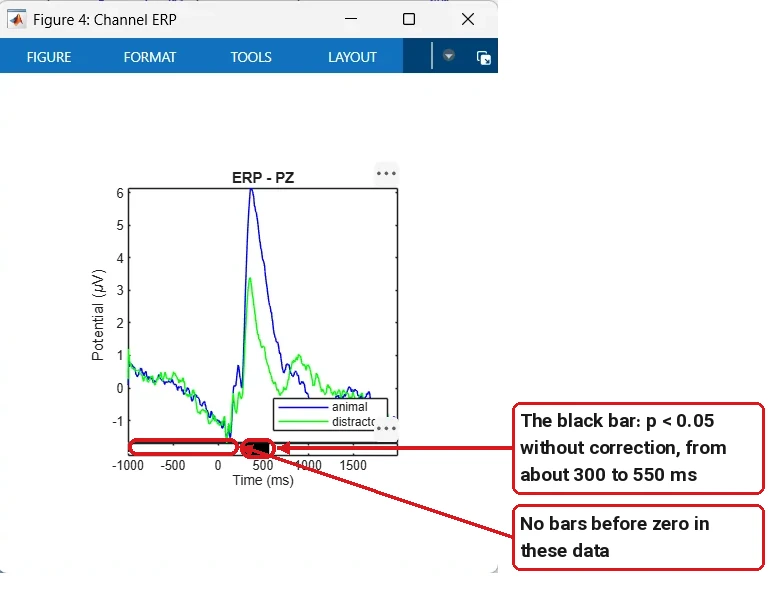 Figure 4: Channel ERP
FIGURE FORMAT TOOLS LAYOUT
ERP - PZ
6
5
4
3
2
1
0
-1
Potential (µV)
animal
distracto
-1000 -500 0 500 1000 1500
Time (ms)
The black bar: p < 0.05
without correction, from
about 300 to 550 ms
No bars before zero in
these data